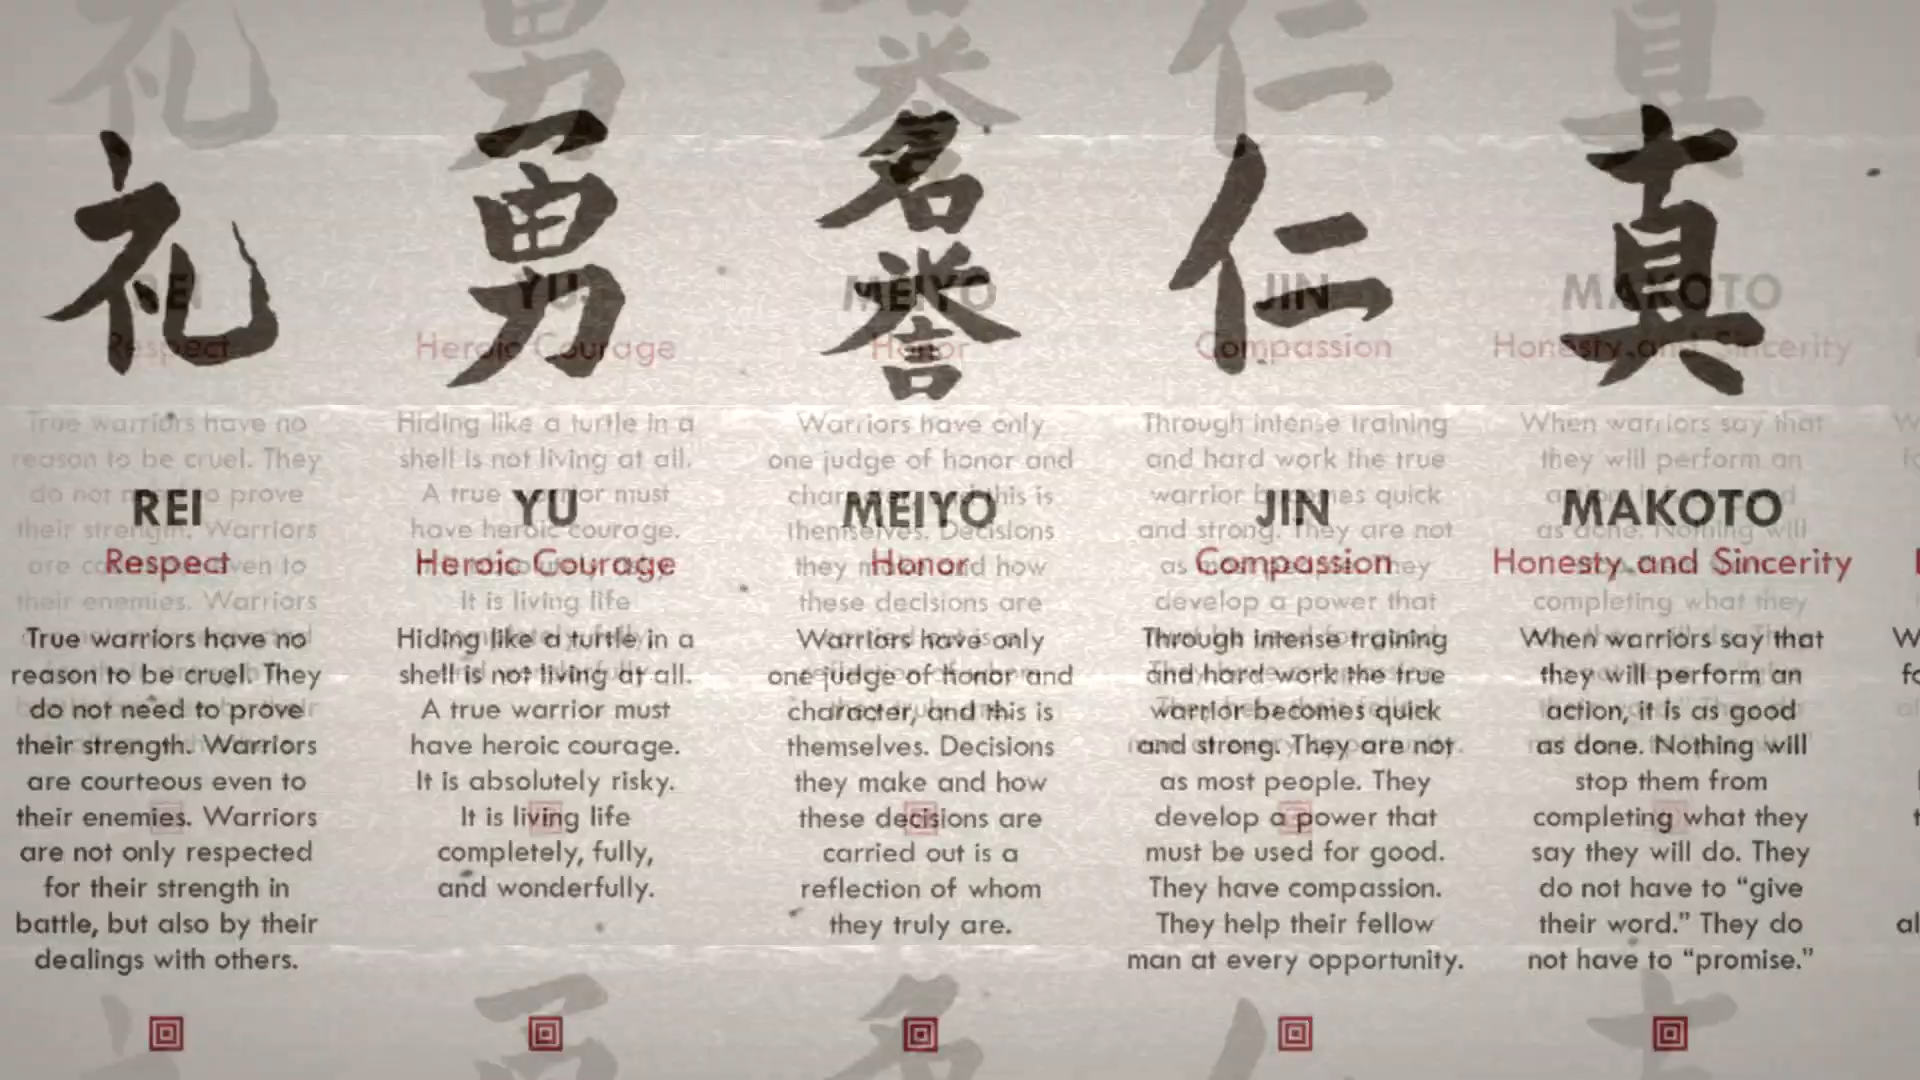 礼
REI
Respect
True warriors have no
reason to be cruel. They
do not need to prove
their strength. Warriors
are courteous even to
their enemies. Warriors
are not only respected
for their strength in
battle, but also by their
dealings with others.
勇
YU
Heroic Courage
Hiding like a turtle in a
shell is not living at all.
A true warrior must
have heroic courage.
It is absolutely risky.
It is living life
completely, fully,
and wonderfully.
名誉
MEIYO
Honor
Warriors have only
one judge of honor and
character, and this is
themselves. Decisions
they make and how
these decisions are
carried out is a
reflection of whom
they truly are.
仁
JIN
Compassion
Through intense training
and hard work the true
warrior becomes quick
and strong. They are not
as most people. They
develop a power that
must be used for good.
They have compassion.
They help their fellow
man at every opportunity.
真
MAKOTO
Honesty and Sincerity
When warriors say that
they will perform an
action, it is as good
as done. Nothing will
stop them from
completing what they
say they will do. They
do not have to “give
their word.” They do
not have to “promise.”